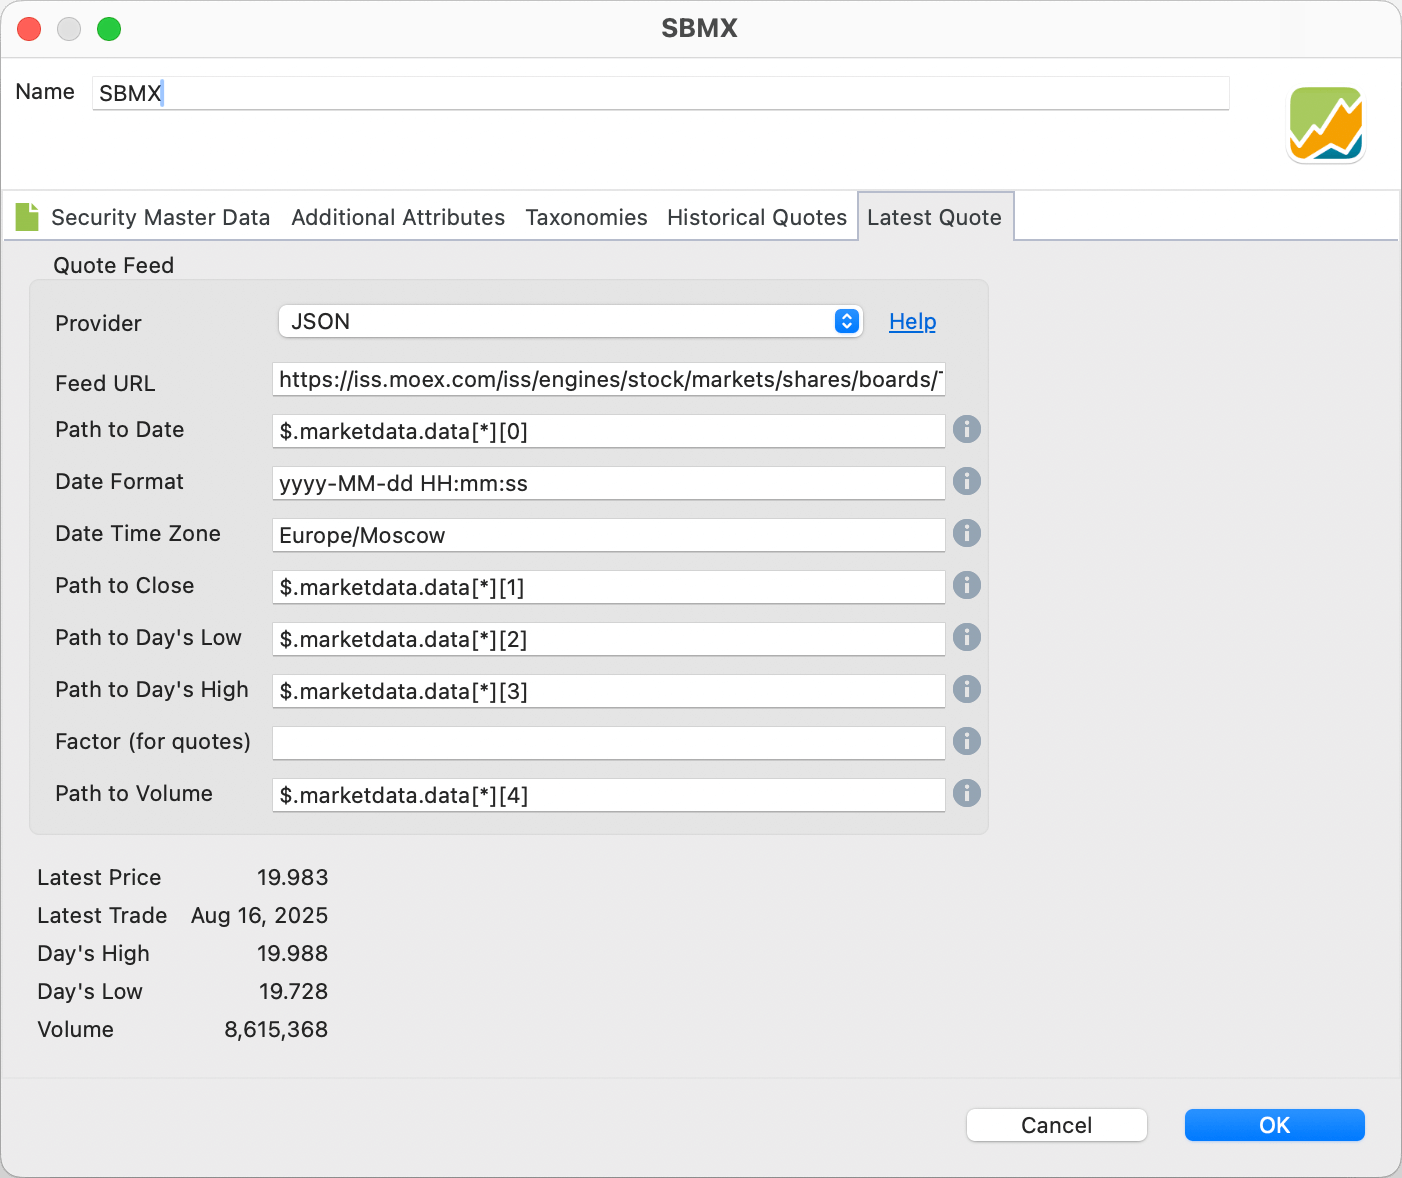 SBMX
Name SBMX
Security Master Data Additional Attributes Taxonomies Historical Quotes Latest Quote
Quote Feed
Provider JSON Help
Feed URL https://iss.moex.com/iss/engines/stock/markets/shares/boards/
Path to Date $.marketdata.data[*][0]
Date Format yyyy-MM-dd HH:mm:ss
Date Time Zone Europe/Moscow
Path to Close $.marketdata.data[*][1]
Path to Day's Low $.marketdata.data[*][2]
Path to Day's High $.marketdata.data[*][3]
Factor (for quotes)
Path to Volume $.marketdata.data[*][4]
Latest Price 19.983
Latest Trade Aug 16, 2025
Day's High 19.988
Day's Low 19.728
Volume 8,615,368
Cancel OK